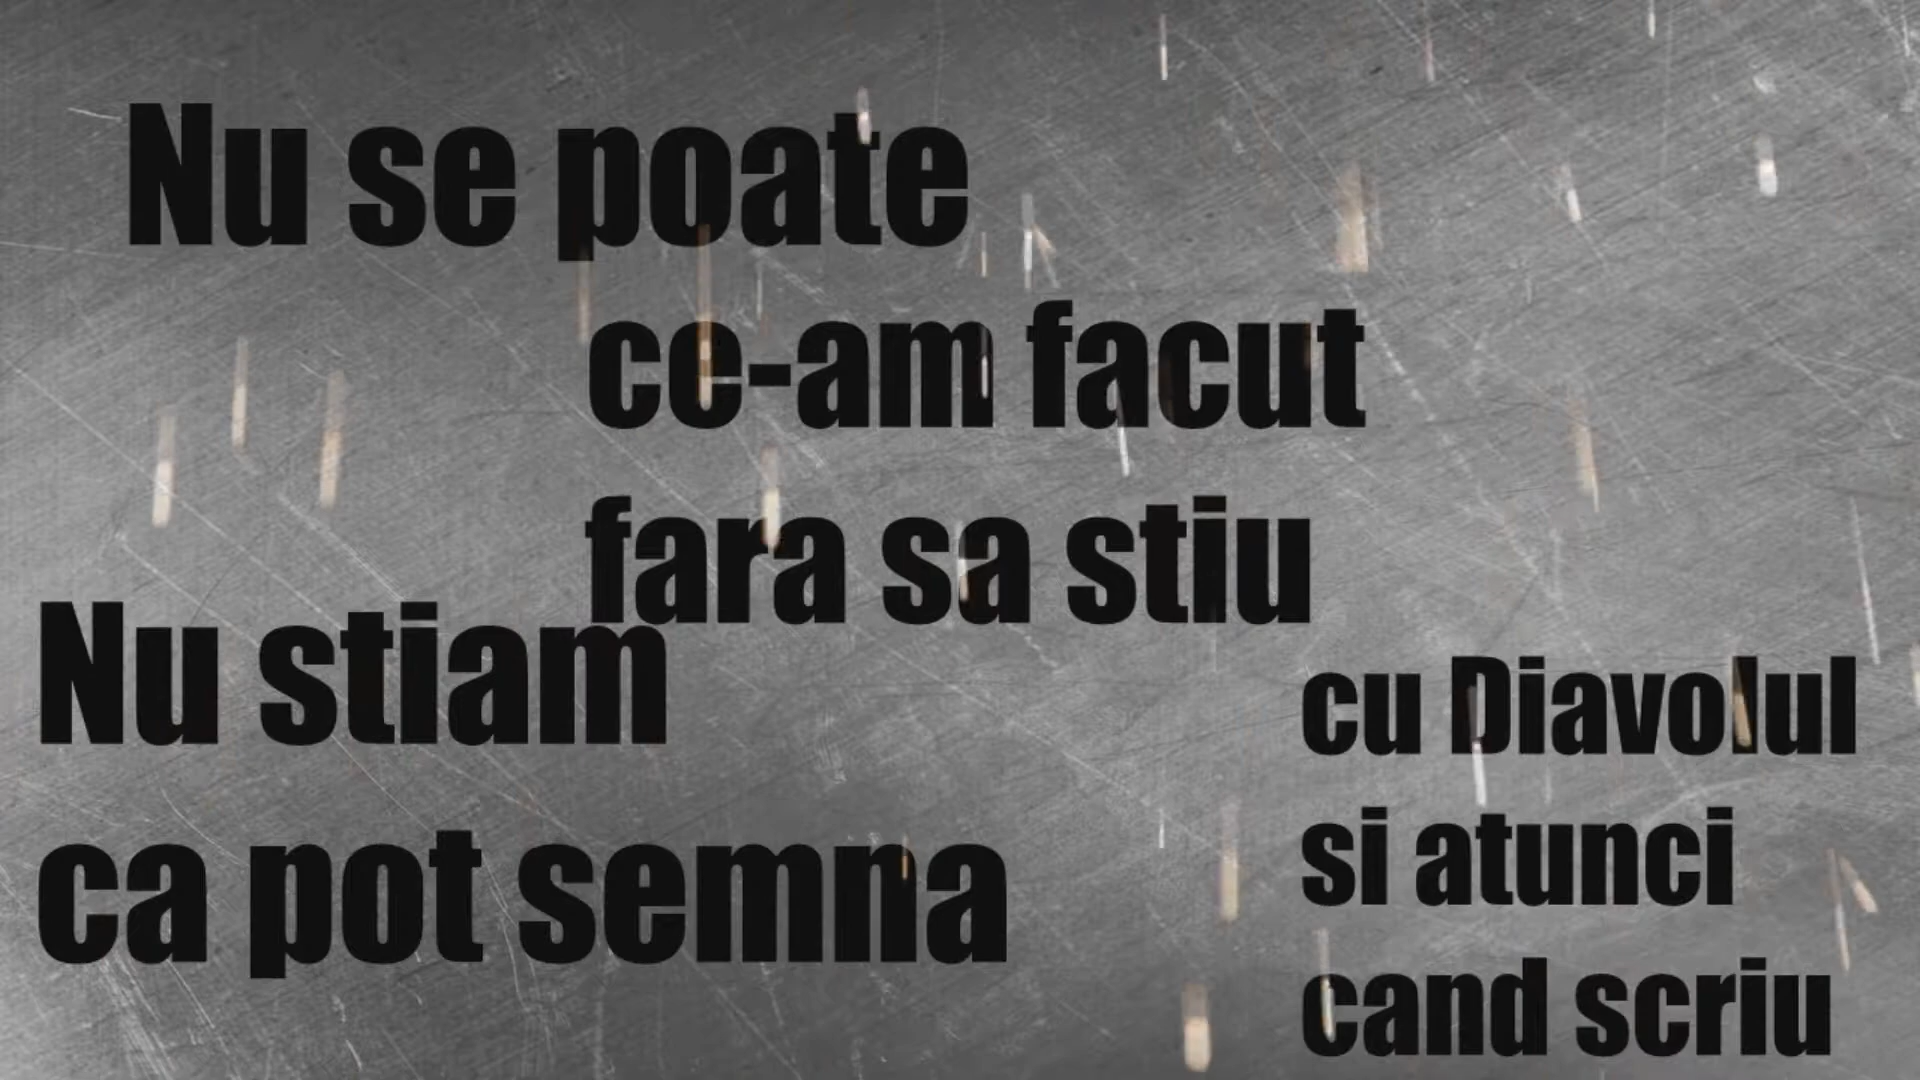 Nu se poate
ce-am facut
fara sa stiu
Nu stiam
ca pot semna
cu Diavolul
si atunci
cand scriu